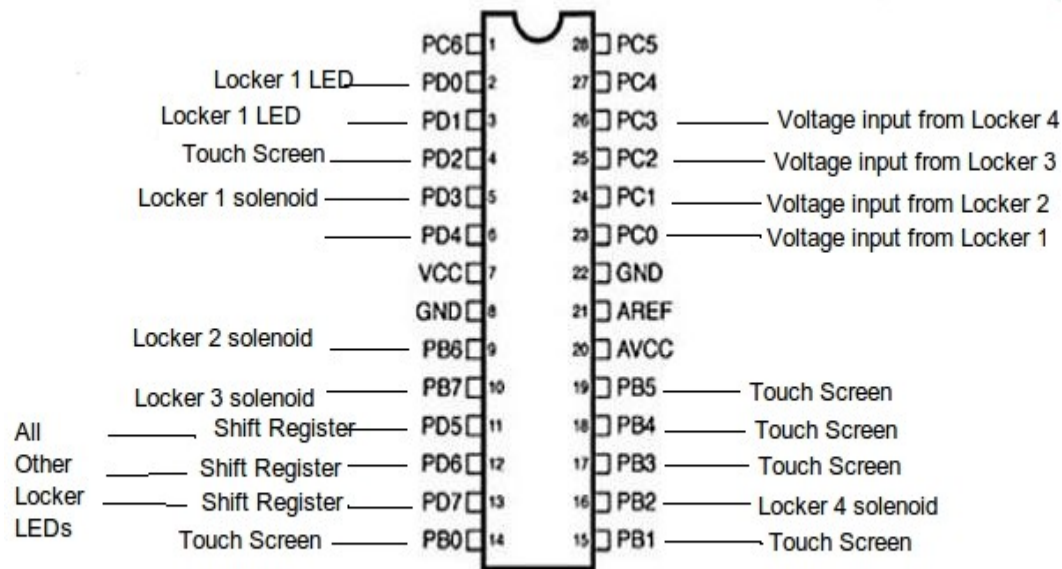 PC6 1 28 PC5
Locker 1 LED PD0 2 27 PC4
Locker 1 LED PD1 3 26 PC3 Voltage input from Locker 4
Touch Screen PD2 4 25 PC2 Voltage input from Locker 3
Locker 1 solenoid PD3 5 24 PC1 Voltage input from Locker 2
PD4 6 23 PC0 Voltage input from Locker 1
VCC 7 22 GND
GND 8 21 AREF
Locker 2 solenoid PB6 9 20 AVCC
Locker 3 solenoid PB7 10 19 PB5 Touch Screen
All Shift Register PD5 11 18 PB4 Touch Screen
Other Shift Register PD6 12 17 PB3 Touch Screen
Locker Shift Register PD7 13 16 PB2 Locker 4 solenoid
LEDs
Touch Screen PB0 14 15 PB1 Touch Screen